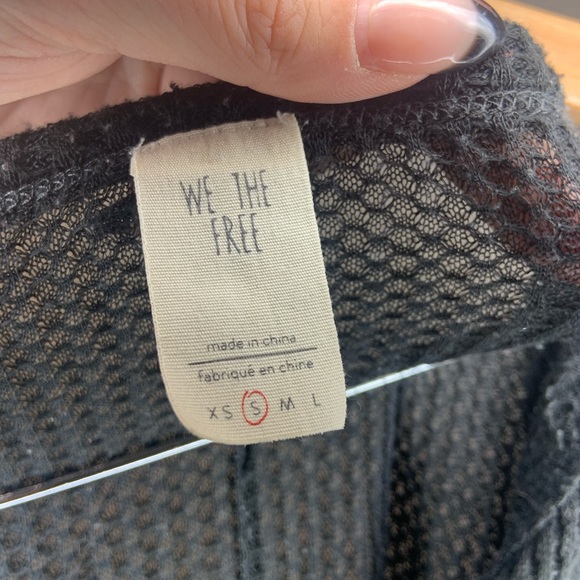 WE THE
FREE
made in china
fabriqué en chine
XS S M L